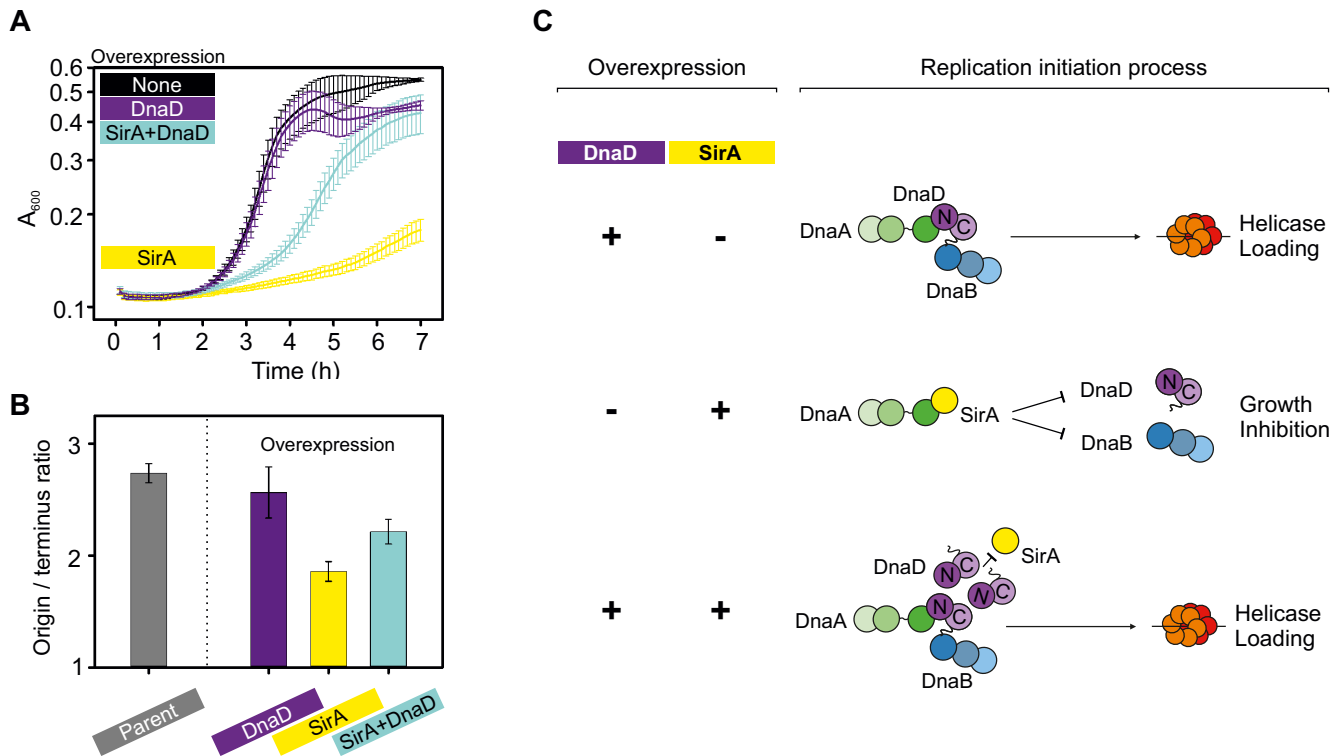 A
Overexpression
None
DnaD
SirA+DnaD
SirA
0.6
0.5
0.4
0.3
0.2
0.1
A600
0 1 2 3 4 5 6 7
Time (h)
B
Overexpression
3
2
1
Origin / terminus ratio
Parent
DnaD
SirA
SirA+DnaD
C
Overexpression
Replication initiation process
DnaD SirA
+ -
DnaD
DnaA
N
C
DnaB
Helicase
Loading
- +
DnaA
SirA
DnaD
N
C
DnaB
Growth
Inhibition
+ +
SirA
DnaD
C
N
N C
N
C
DnaA
DnaB
Helicase
Loading